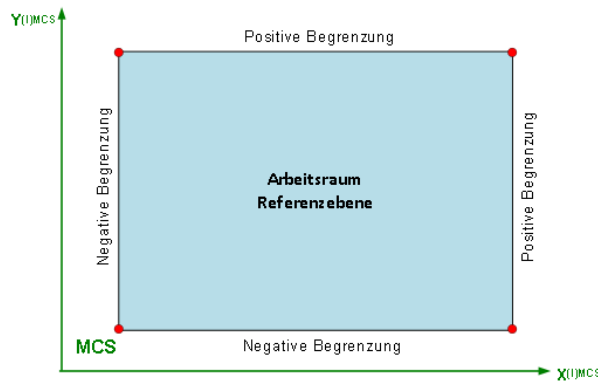 Y(I)MCS
Positive Begrenzung
Negative Begrenzung
Arbeitsraum
Referenzebene
Positive Begrenzung
MCS
Negative Begrenzung
X(I)MCS